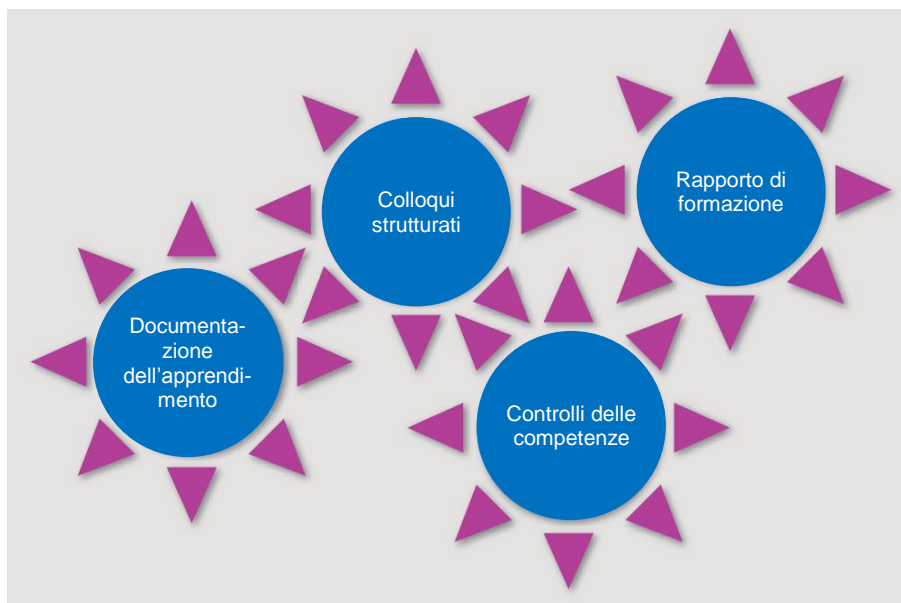 Colloqui
strutturati
Rapporto di
formazione
Documenta-
zione
dell'apprendi-
mento
Controlli delle
competenze